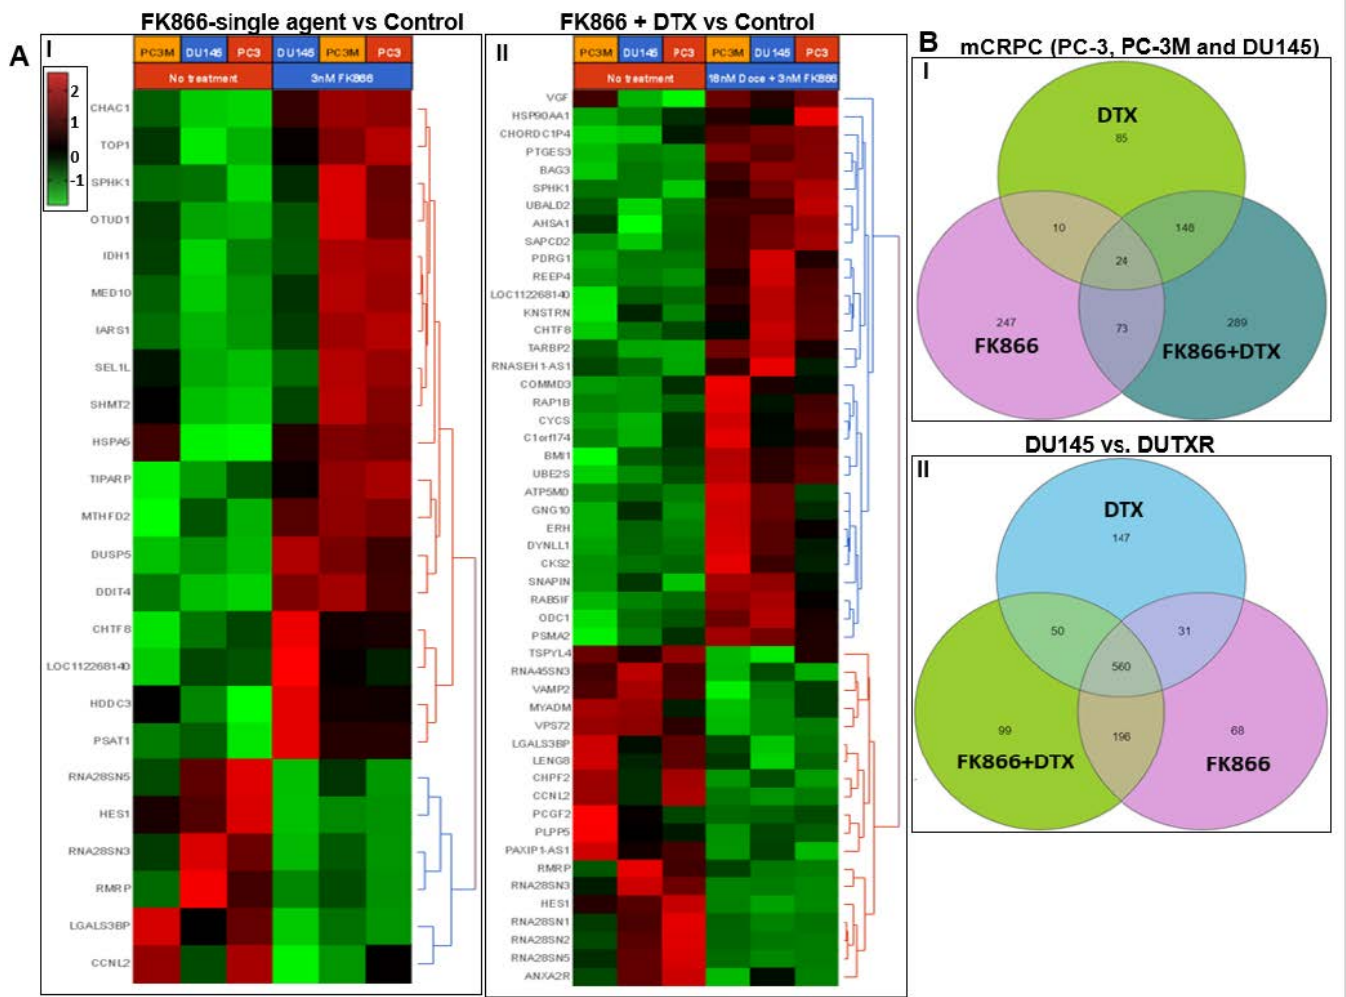 FK866-single agent vs Control
FK866 + DTX vs Control
A
I
PC3M DU145 PC3 DU145 PC3M PC3
No treatment 3nM FK866
2
1
0
-1
CHAC1
TOP1
SPHK1
OTUD1
IDH1
MED10
IARS1
SEL1L
SHMT2
HSPA5
TIPARP
MTHFD2
DUSP5
DDIT4
CHTF8
LOC112268140
HDDC3
PSAT1
RNA28SN5
HES1
RNA28SN3
RMRP
LGALS3BP
CCNL2
II
PC3M DU145 PC3 PC3M DU145 PC3
No treatment 18nM Doce + 3nM FK866
VGF
HSP90AA1
CHORDC1P4
PTGES3
BAG3
SPHK1
UBALD2
AHSA1
SAPCD2
PDRG1
REEP4
LOC112268140
KNSTRN
CHTF8
TARBP2
RNASEH1-AS1
COMMD3
RAP1B
CYCS
C1orf174
BMI1
UBE2S
ATP5MD
GNG10
ERH
DYNLL1
CKS2
SNAPIN
RAB5IF
ODC1
PSMA2
TSPYL4
RNA45SN3
VAMP2
MYADM
VPS72
LGALS3BP
LENG8
CHPF2
CCNL2
PCGF2
PLPP5
PAXIP1-AS1
RMRP
RNA28SN3
HES1
RNA28SN1
RNA28SN2
RNA28SN5
ANXA2R
B
mCRPC (PC-3, PC-3M and DU145)
I
DTX
85
10
148
24
247
73
289
FK866
FK866+DTX
DU145 vs. DUTXR
II
DTX
147
50
31
560
99
196
68
FK866+DTX
FK866